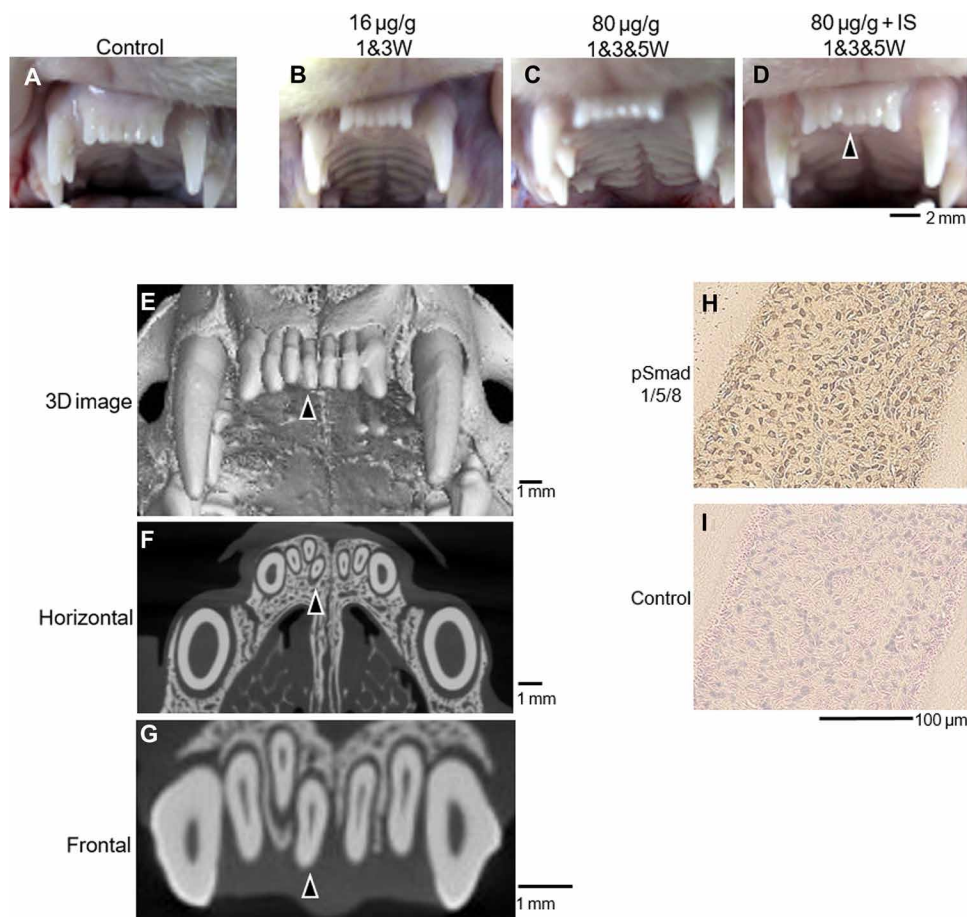 Control
16 µg/g
1&3W
80 µg/g
1&3&5W
80 µg/g + IS
1&3&5W
A
B
C
D
2 mm
E
3D image
1 mm
F
Horizontal
1 mm
G
Frontal
1 mm
H
pSmad
1/5/8
I
Control
100 µm